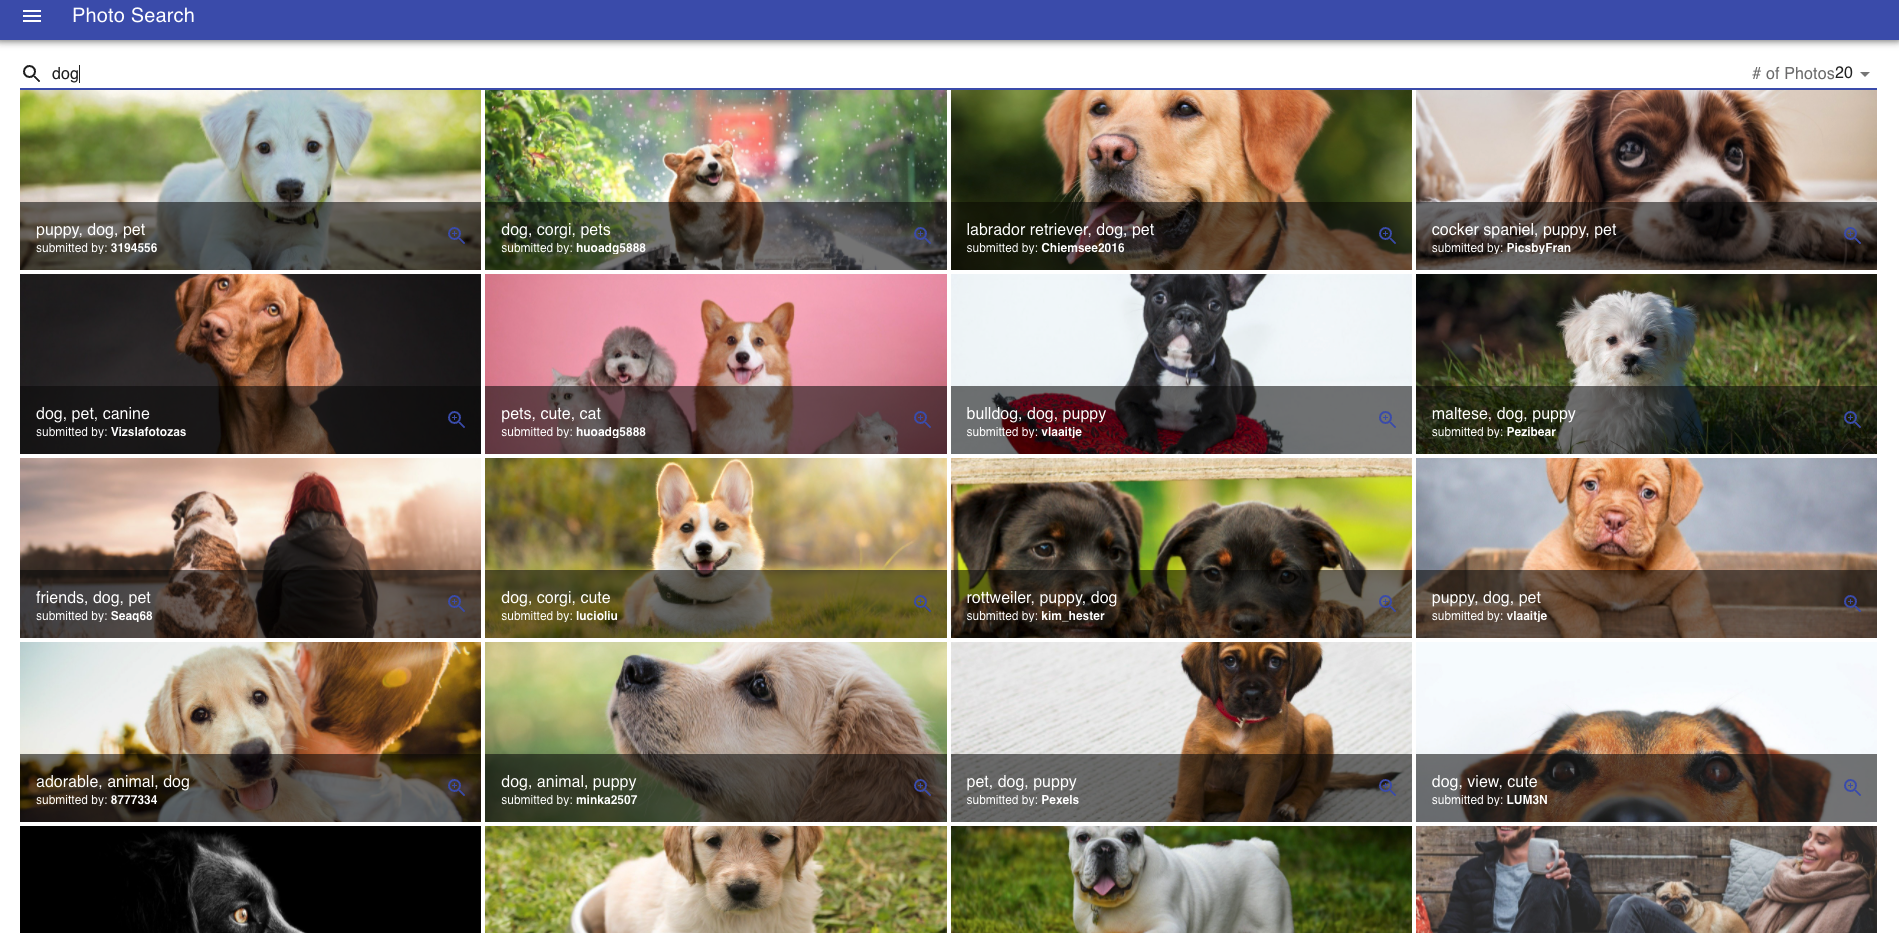 Photo Search
dog
# of Photos20
puppy, dog, pet
submitted by: 3194556
dog, corgi, pets
submitted by: huoadg5888
labrador retriever, dog, pet
submitted by: Chiemsee2016
cocker spaniel, puppy, pet
submitted by: PicsbyFran
dog, pet, canine
submitted by: Vizslafotozas
pets, cute, cat
submitted by: huoadg5888
bulldog, dog, puppy
submitted by: vlaaitje
maltese, dog, puppy
submitted by: Pezibear
friends, dog, pet
submitted by: Seaq68
dog, corgi, cute
submitted by: lucioliu
rottweiler, puppy, dog
submitted by: kim_hester
puppy, dog, pet
submitted by: vlaaitje
adorable, animal, dog
submitted by: 8777334
dog, animal, puppy
submitted by: minka2507
pet, dog, puppy
submitted by: Pexels
dog, view, cute
submitted by: LUM3N